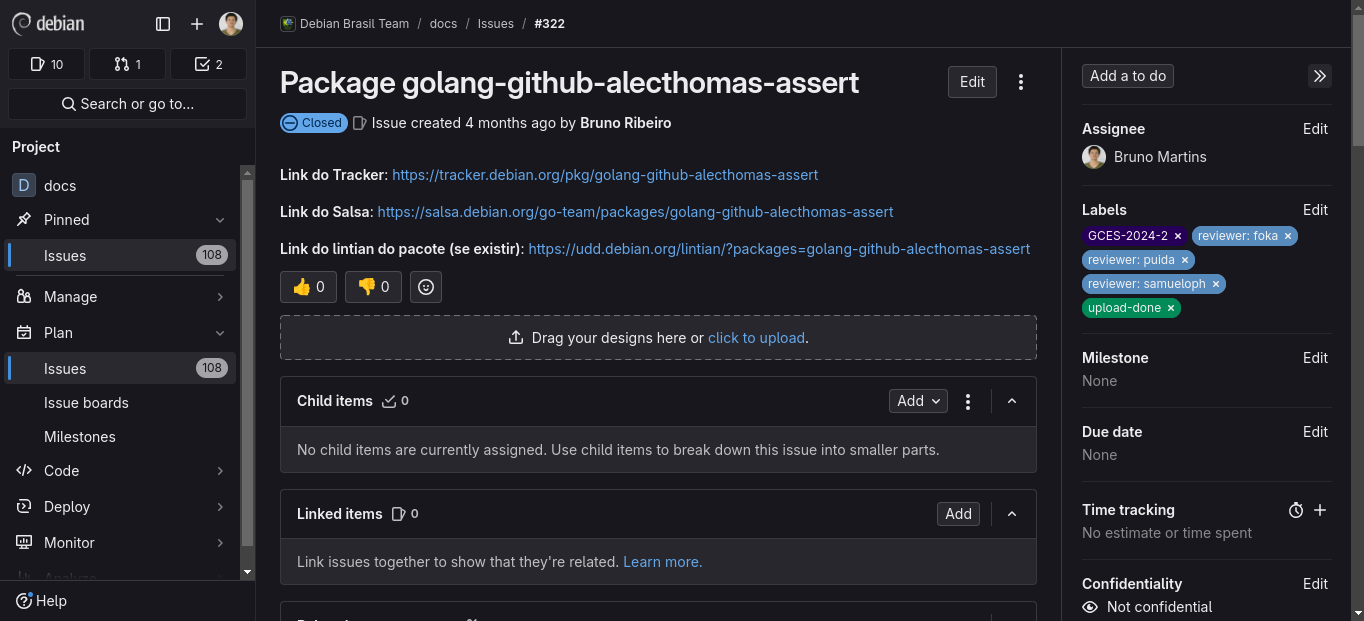 debian
10
1
2
Search or go to...
Project
D docs
Pinned
Issues 108
Manage
Plan
Issues 108
Issue boards
Milestones
Code
Deploy
Monitor
Analyze
Help
Debian Brasil Team / docs / Issues / #322
Package golang-github-alecthomas-assert
Edit
Closed Issue created 4 months ago by Bruno Ribeiro
Link do Tracker: https://tracker.debian.org/pkg/golang-github-alecthomas-assert
Link do Salsa: https://salsa.debian.org/go-team/packages/golang-github-alecthomas-assert
Link do lintian do pacote (se existir): https://udd.debian.org/lintian/?packages=golang-github-alecthomas-assert
👍 0 👎 0
Drag your designs here or click to upload.
Child items 0
Add
No child items are currently assigned. Use child items to break down this issue into smaller parts.
Linked items 0
Add
Link issues together to show that they're related. Learn more.
Add a to do
Assignee Edit
Bruno Martins
Labels Edit
GCES-2024-2 × reviewer: foka ×
reviewer: puida ×
reviewer: samueloph ×
upload-done ×
Milestone Edit
None
Due date Edit
None
Time tracking
No estimate or time spent
Confidentiality Edit
Not confidential